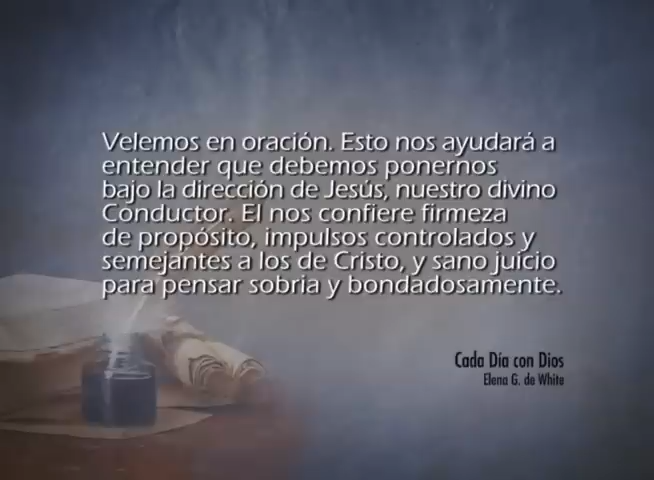 Velemos en oración. Esto nos ayudará a
entender que debemos ponernos
bajo la dirección de Jesús, nuestro divino
Conductor. El nos confiere firmeza
de propósito, impulsos controlados y
semejantes a los de Cristo, y sano juicio
para pensar sobria y bondadosamente.
Cada Día con Dios
Elena G. de White